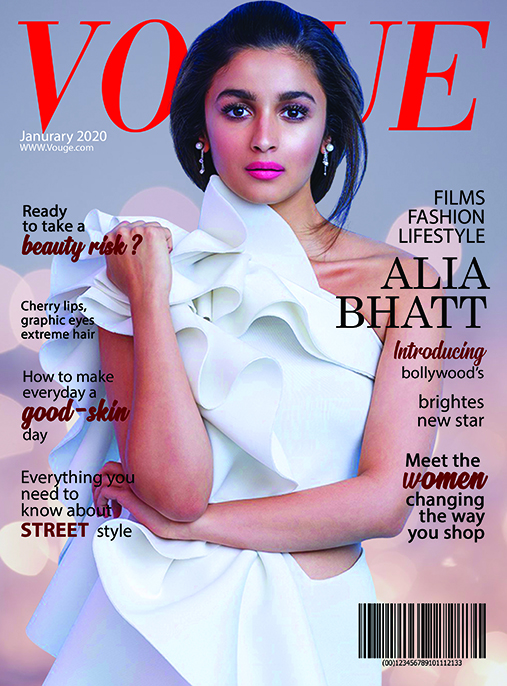 VOGUE
Janurary 2020
WWW.Vouge.com
Ready
to take a
beauty risk ?
Cherry lips,
graphic eyes
extreme hair
How to make
everyday a
good-skin
day
Everything you
need to
know about
STREET style
FILMS
FASHION
LIFESTYLE
ALIA
BHATT
Introducing
bollywood's
brightes
new star
Meet the
women
changing
the way
you shop
(00)123456789101112133